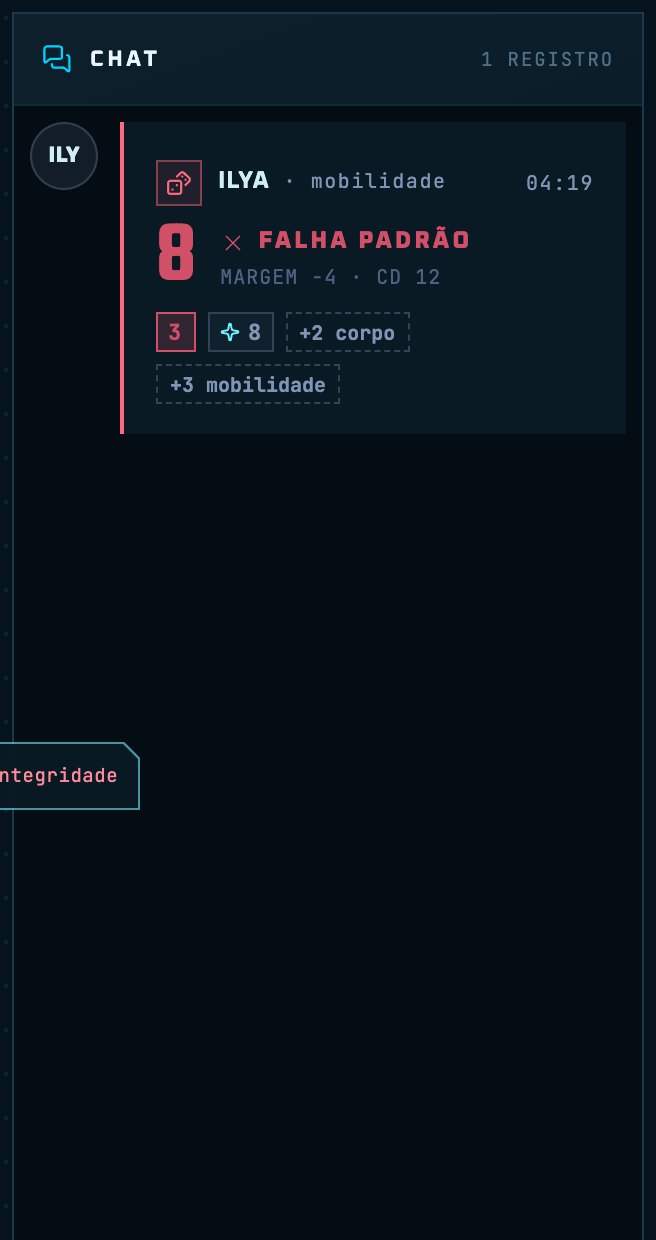 CHAT
1 REGISTRO
ILY
ILYA · mobilidade
04:19
8
× FALHA PADRÃO
MARGEM -4 · CD 12
3
8
+2 corpo
+3 mobilidade
ntegridade